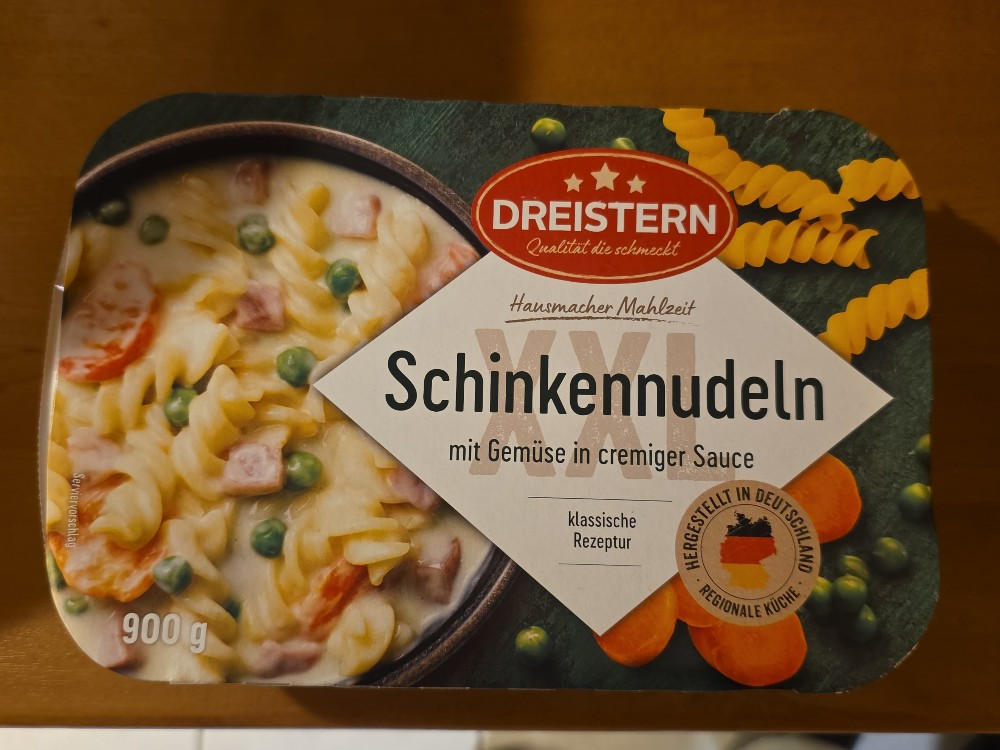 DREISTERN
Qualität die schmeckt
Hausmacher Mahlzeit
XXL
Schinkennudeln
mit Gemüse in cremiger Sauce
klassische
Rezeptur
HERGESTELLT IN DEUTSCHLAND
• REGIONALE KÜCHE •
Serviervorschlag
900 g